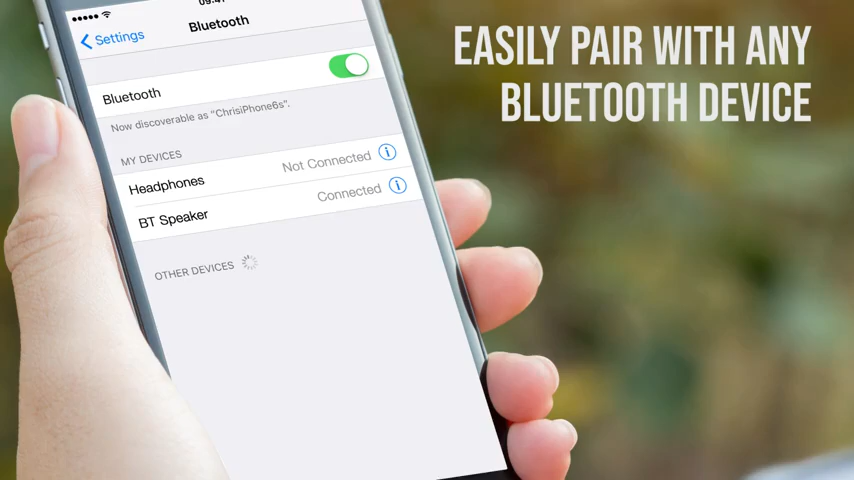 Settings
Bluetooth
Bluetooth
Now discoverable as “ChrisiPhone6s”.
MY DEVICES
Headphones Not Connected
BT Speaker Connected
OTHER DEVICES
EASILY PAIR WITH ANY
BLUETOOTH DEVICE